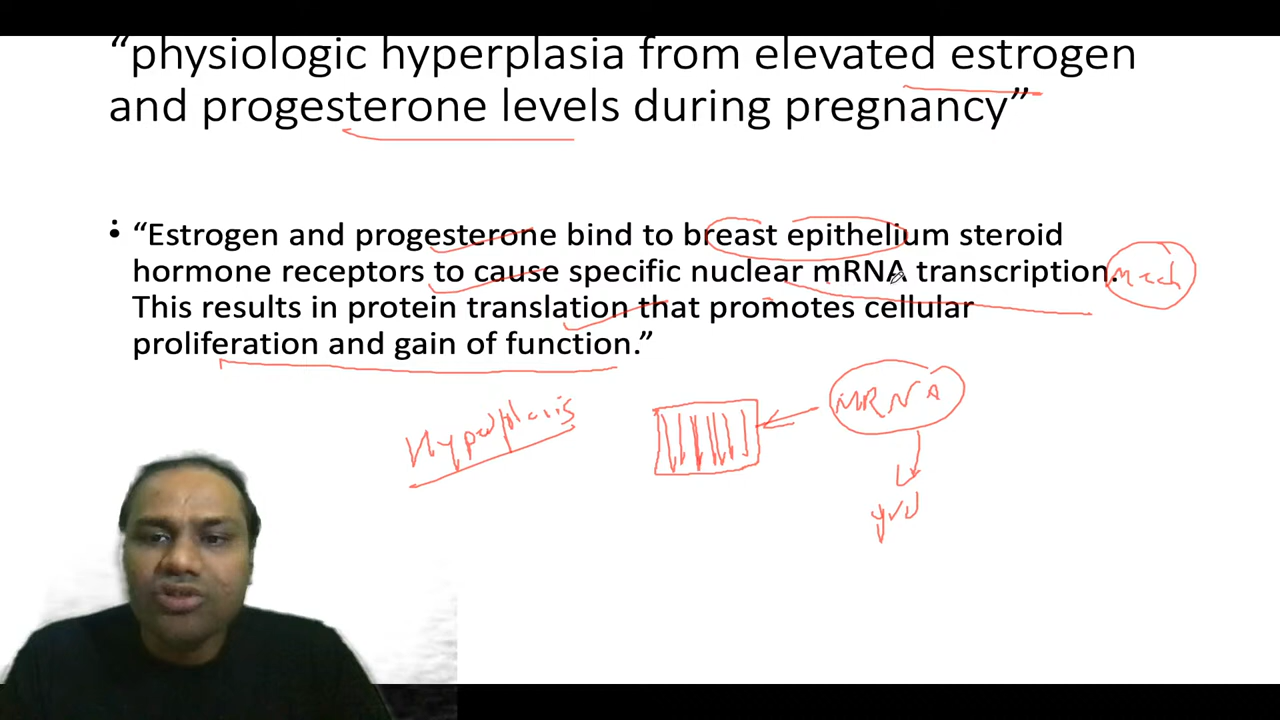 “physiologic hyperplasia from elevated estrogen
and progesterone levels during pregnancy”
• “Estrogen and progesterone bind to breast epithelium steroid
hormone receptors to cause specific nuclear mRNA transcription.
Mech
This results in protein translation that promotes cellular
proliferation and gain of function.”
MRNA
Hyperplasis